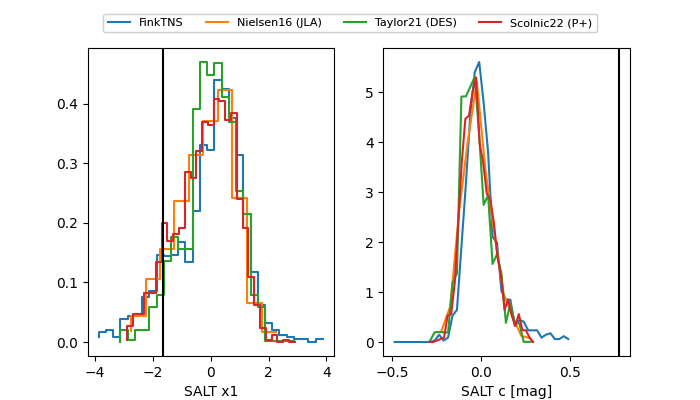 FinkTNS Nielsen16 (JLA) Taylor21 (DES) Scolnic22 (P+)
0.4
0.3
0.2
0.1
0.0
−4 −2 0 2 4
SALT x1
5
4
3
2
1
0
−0.5 0.0 0.5
SALT c [mag]